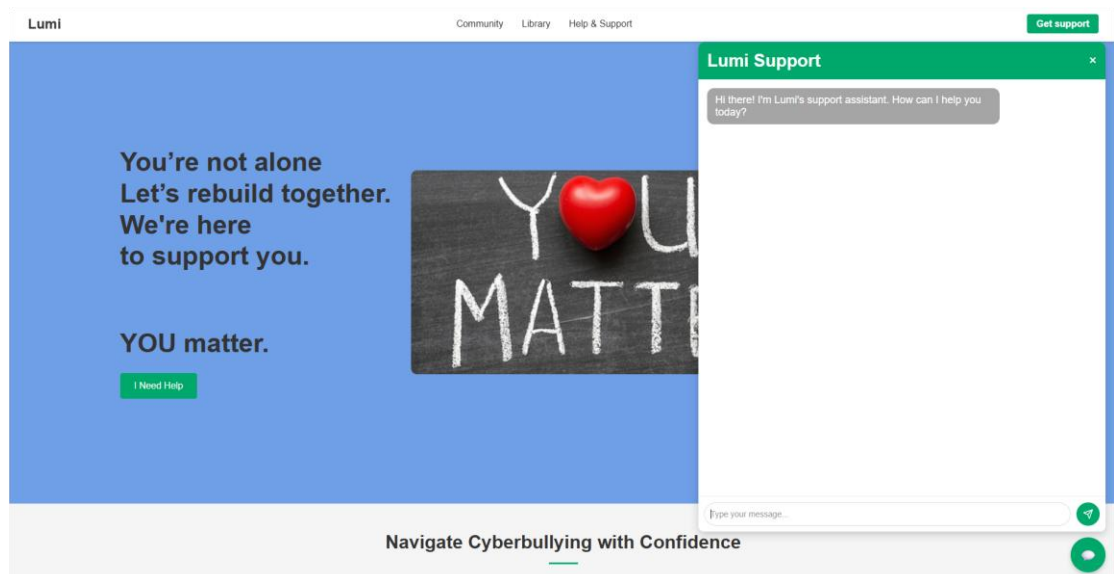 Lumi
Community Library Help & Support
Get support
Lumi Support
×
Hi there! I'm Lumi's support assistant. How can I help you
today?
You’re not alone
Let’s rebuild together.
We're here
to support you.
YOU matter.
I Need Help
Y U
MATTE
Type your message...
Navigate Cyberbullying with Confidence